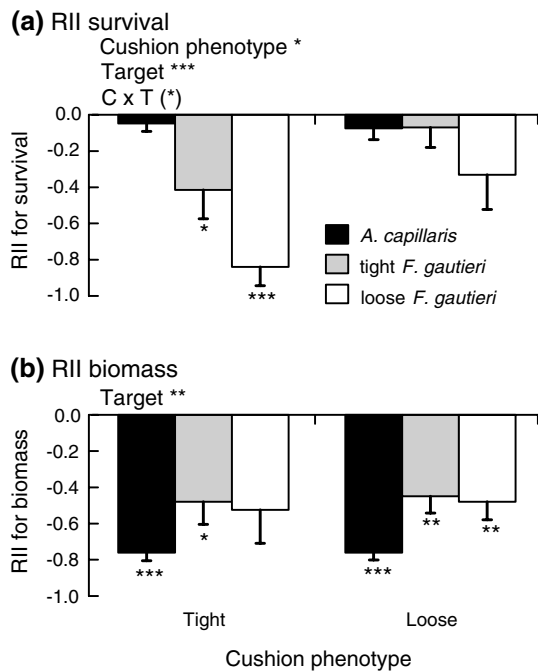 (a) RII survival
Cushion phenotype *
Target ***
C x T (*)
RII for survival
0.0
-0.2
-0.4
-0.6
-0.8
-1.0
*
***
A. capillaris
tight F. gautieri
loose F. gautieri
(b) RII biomass
Target **
RII for biomass
0.0
-0.2
-0.4
-0.6
-0.8
-1.0
***
*
***
**
**
Tight Loose
Cushion phenotype